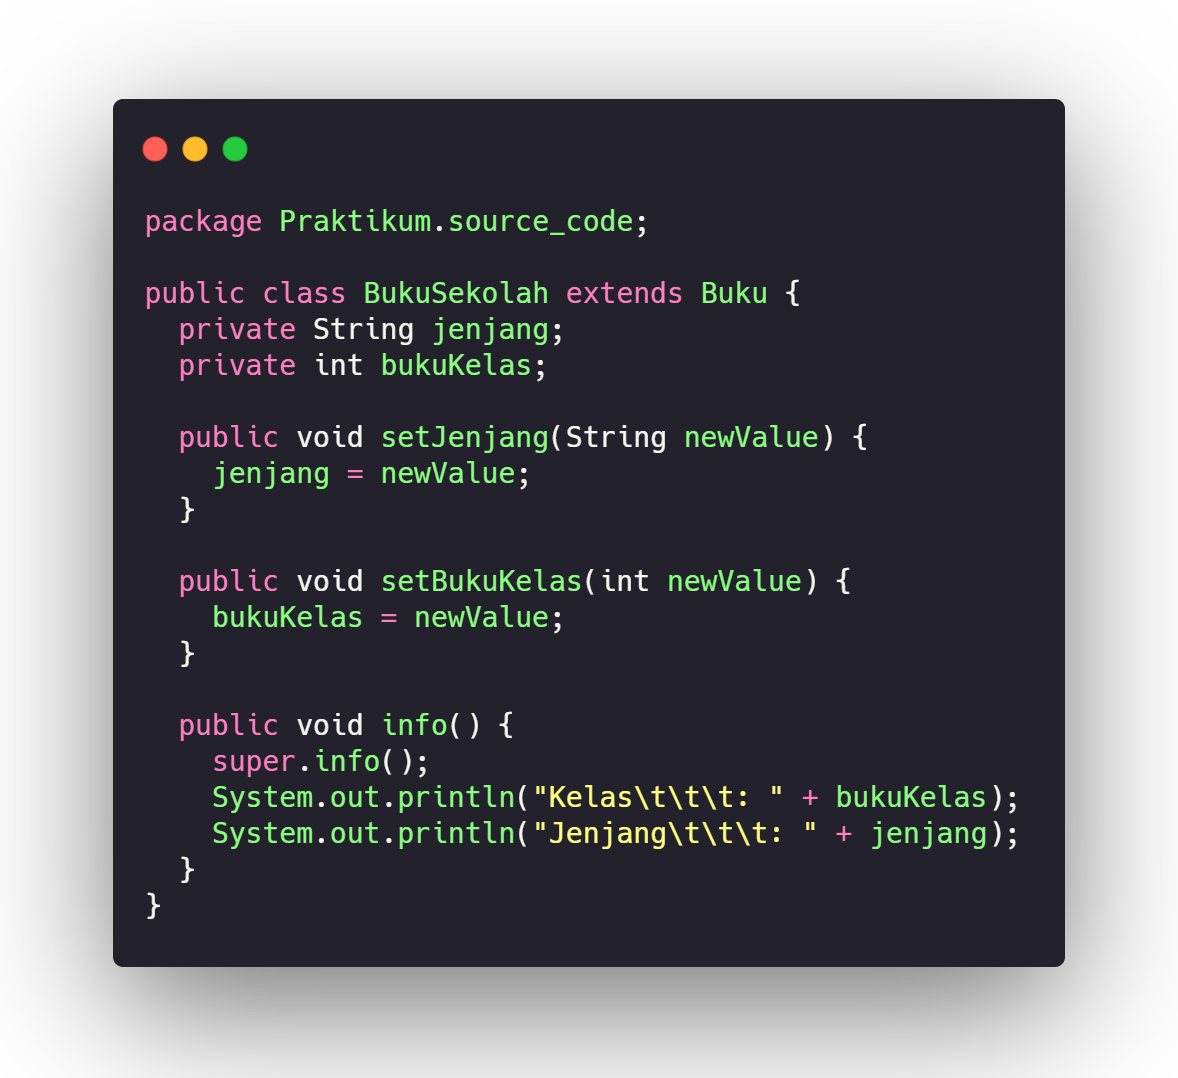 package Praktikum.source_code;

public class BukuSekolah extends Buku {
  private String jenjang;
  private int bukuKelas;

  public void setJenjang(String newValue) {
    jenjang = newValue;
  }

  public void setBukuKelas(int newValue) {
    bukuKelas = newValue;
  }

  public void info() {
    super.info();
    System.out.println("Kelas\t\t\t: " + bukuKelas);
    System.out.println("Jenjang\t\t\t: " + jenjang);
  }
}